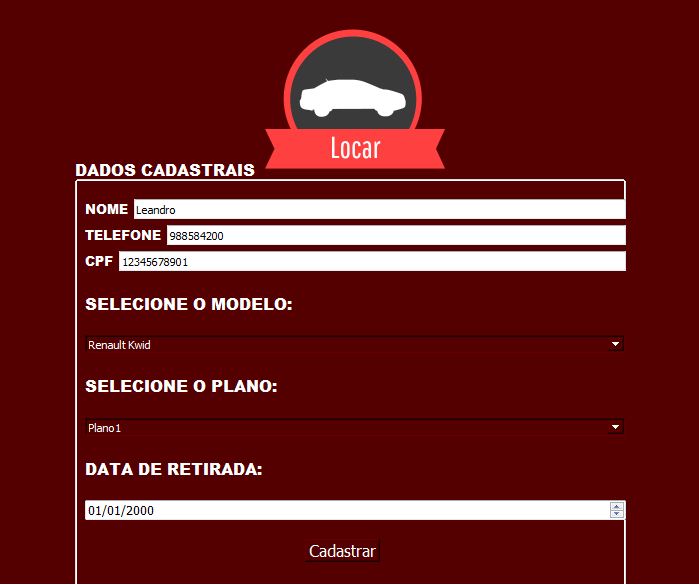 Locar
DADOS CADASTRAIS
NOME Leandro
TELEFONE 988584200
CPF 12345678901
SELECIONE O MODELO:
Renault Kwid
SELECIONE O PLANO:
Plano1
DATA DE RETIRADA:
01/01/2000
Cadastrar